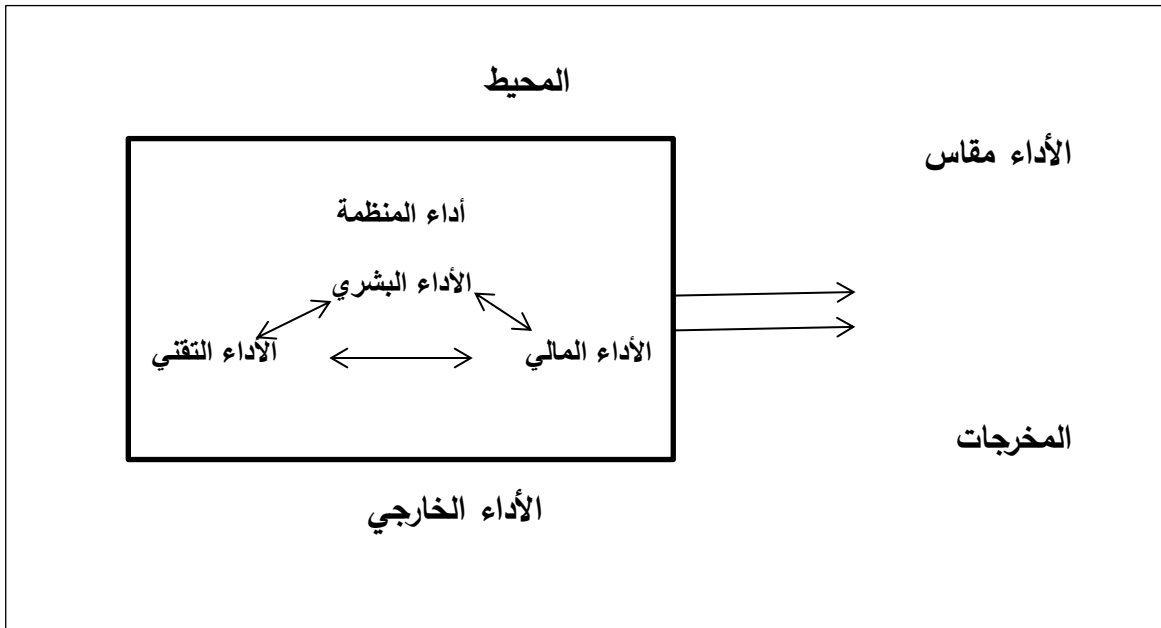 المحيط
الأداء مقاس
أداء المنظمة
الأداء البشري
الأداء المالي
الأداء التقني
المخرجات
الأداء الخارجي